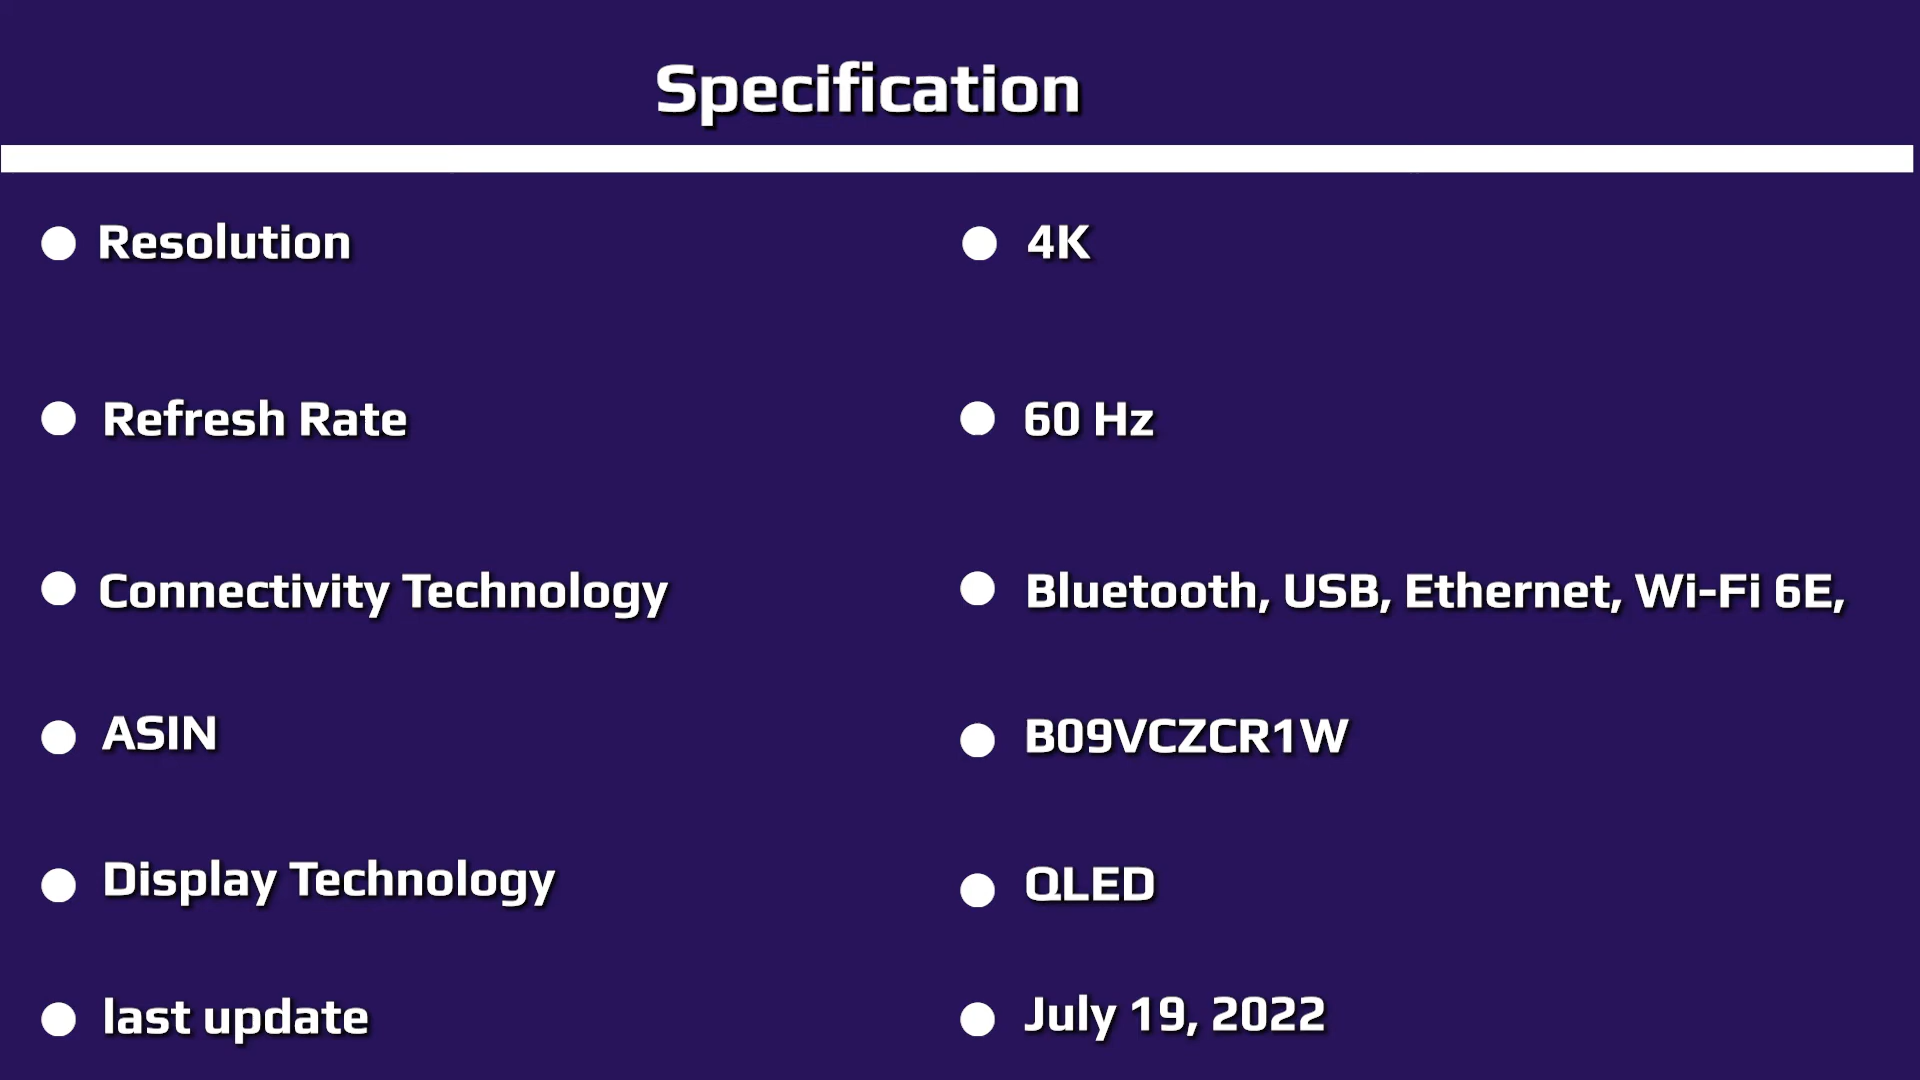 Specification
Resolution
4K
Refresh Rate
60 Hz
Connectivity Technology
Bluetooth, USB, Ethernet, Wi-Fi 6E,
ASIN
B09VCZCR1W
Display Technology
QLED
last update
July 19, 2022